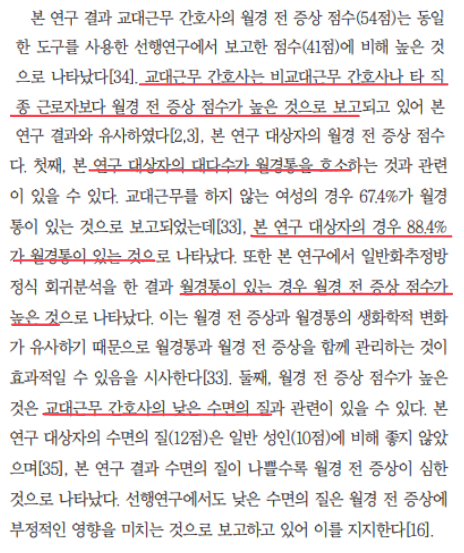 본 연구 결과 교대근무 간호사의 월경 전 증상 점수(54점)는 동일
한 도구를 사용한 선행연구에서 보고한 점수(41점)에 비해 높은 것
으로 나타났다[34]. 교대근무 간호사는 비교대근무 간호사나 타 직
종 근로자보다 월경 전 증상 점수가 높은 것으로 보고되고 있어 본
연구 결과와 유사하였다[2,3], 본 연구 대상자의 월경 전 증상 점수
다. 첫째, 본 연구 대상자의 대다수가 월경통을 호소하는 것과 관련
이 있을 수 있다. 교대근무를 하지 않는 여성의 경우 67.4%가 월경
통이 있는 것으로 보고되었는데[33], 본 연구 대상자의 경우 88.4%
가 월경통이 있는 것으로 나타났다. 또한 본 연구에서 일반화추정방
정식 회귀분석을 한 결과 월경통이 있는 경우 월경 전 증상 점수가
높은 것으로 나타났다. 이는 월경 전 증상과 월경통의 생화학적 변화
가 유사하기 때문으로 월경통과 월경 전 증상을 함께 관리하는 것이
효과적일 수 있음을 시사한다[33]. 둘째, 월경 전 증상 점수가 높은
것은 교대근무 간호사의 낮은 수면의 질과 관련이 있을 수 있다. 본
연구 대상자의 수면의 질(12점)은 일반 성인(10점)에 비해 좋지 않았
으며[35], 본 연구 결과 수면의 질이 나쁠수록 월경 전 증상이 심한
것으로 나타났다. 선행연구에서도 낮은 수면의 질은 월경 전 증상에
부정적인 영향을 미치는 것으로 보고하고 있어 이를 지지한다[16].